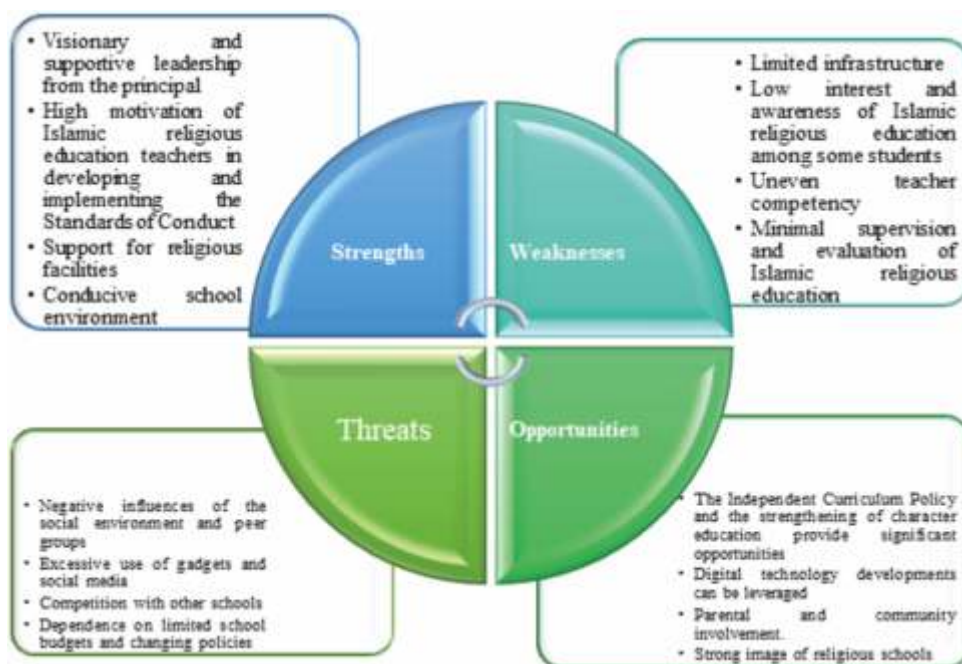 • Visionary and
supportive leadership
from the principal
• High motivation of
Islamic religious
education teachers in
developing and
implementing the
Standards of Conduct
• Support for religious
facilities
• Conducive school
environment
• Limited infrastructure
• Low interest and
awareness of Islamic
religious education
among some students
• Uneven teacher
competency
• Minimal supervision
and evaluation of
Islamic religious
education
Strengths
Weaknesses
Threats
Opportunities
• Negative influences of the
social environment and peer
groups
• Excessive use of gadgets and
social media
• Competition with other schools
• Dependence on limited school
budgets and changing policies
• The Independent Curriculum Policy
and the strengthening of character
education provide significant
opportunities
• Digital technology developments
can be leveraged
• Parental and community
involvement.
• Strong image of religious schools